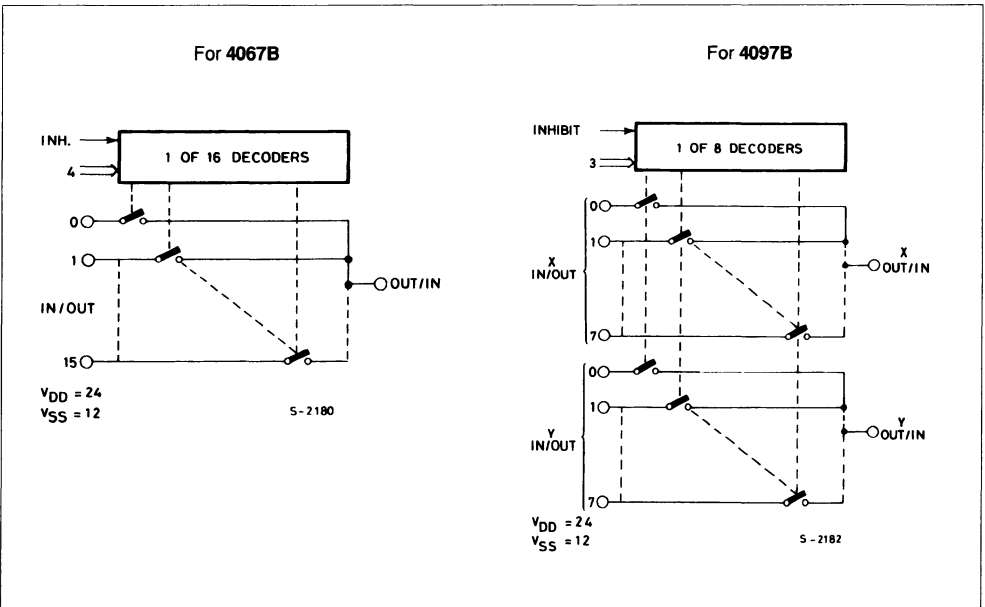 For 4067B
INH.
1 OF 16 DECODERS
4
0
1
IN/OUT
OUT/IN
15
VDD = 24
VSS = 12
S-2180
For 4097B
INHIBIT
1 OF 8 DECODERS
3
0
1
X
IN/OUT
X
OUT/IN
7
0
1
Y
IN/OUT
Y
OUT/IN
7
VDD = 24
VSS = 12
S-2182